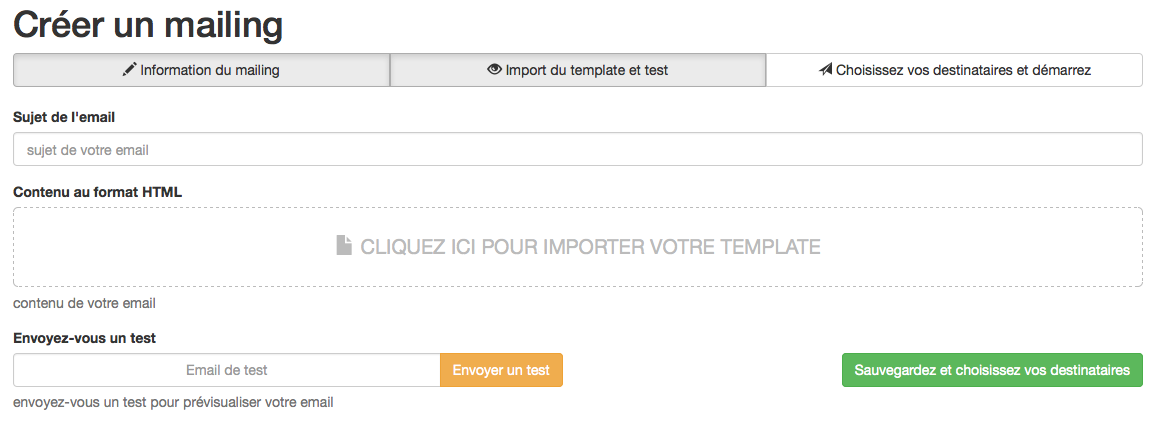 Créer un mailing
Information du mailing
Import du template et test
Choisissez vos destinataires et démarrez
Sujet de l'email
sujet de votre email
Contenu au format HTML
CLIQUEZ ICI POUR IMPORTER VOTRE TEMPLATE
contenu de votre email
Envoyez-vous un test
Email de test
Envoyer un test
Sauvegardez et choisissez vos destinataires
envoyez-vous un test pour prévisualiser votre email